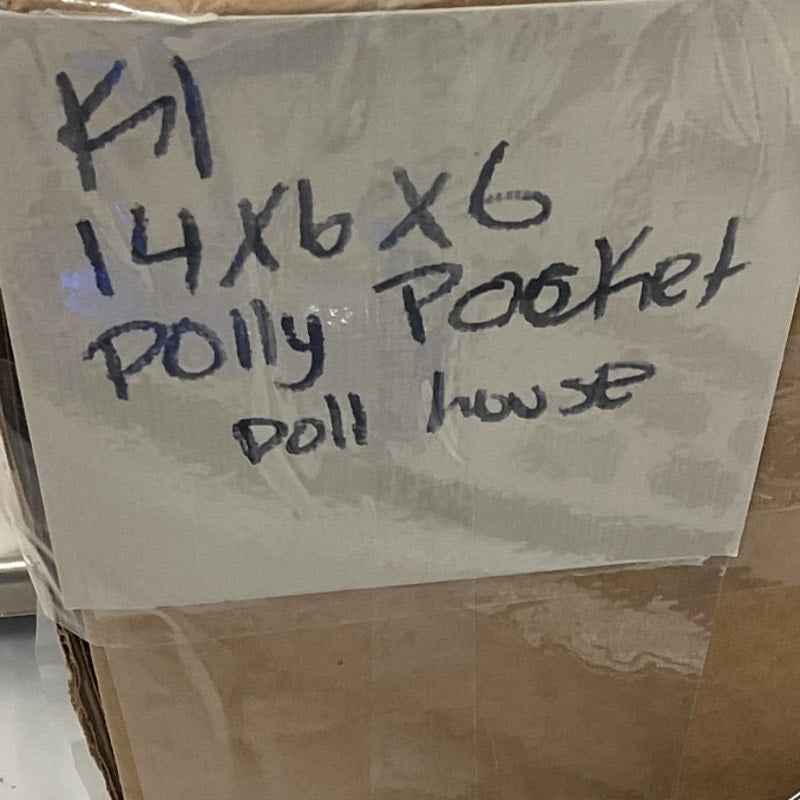 K1
14x6x6
Polly Pocket
Doll house